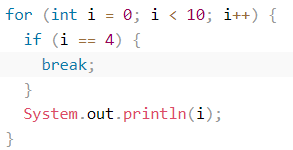 for (int i = 0; i < 10; i++) {
  if (i == 4) {
    break;
  }
  System.out.println(i);
}